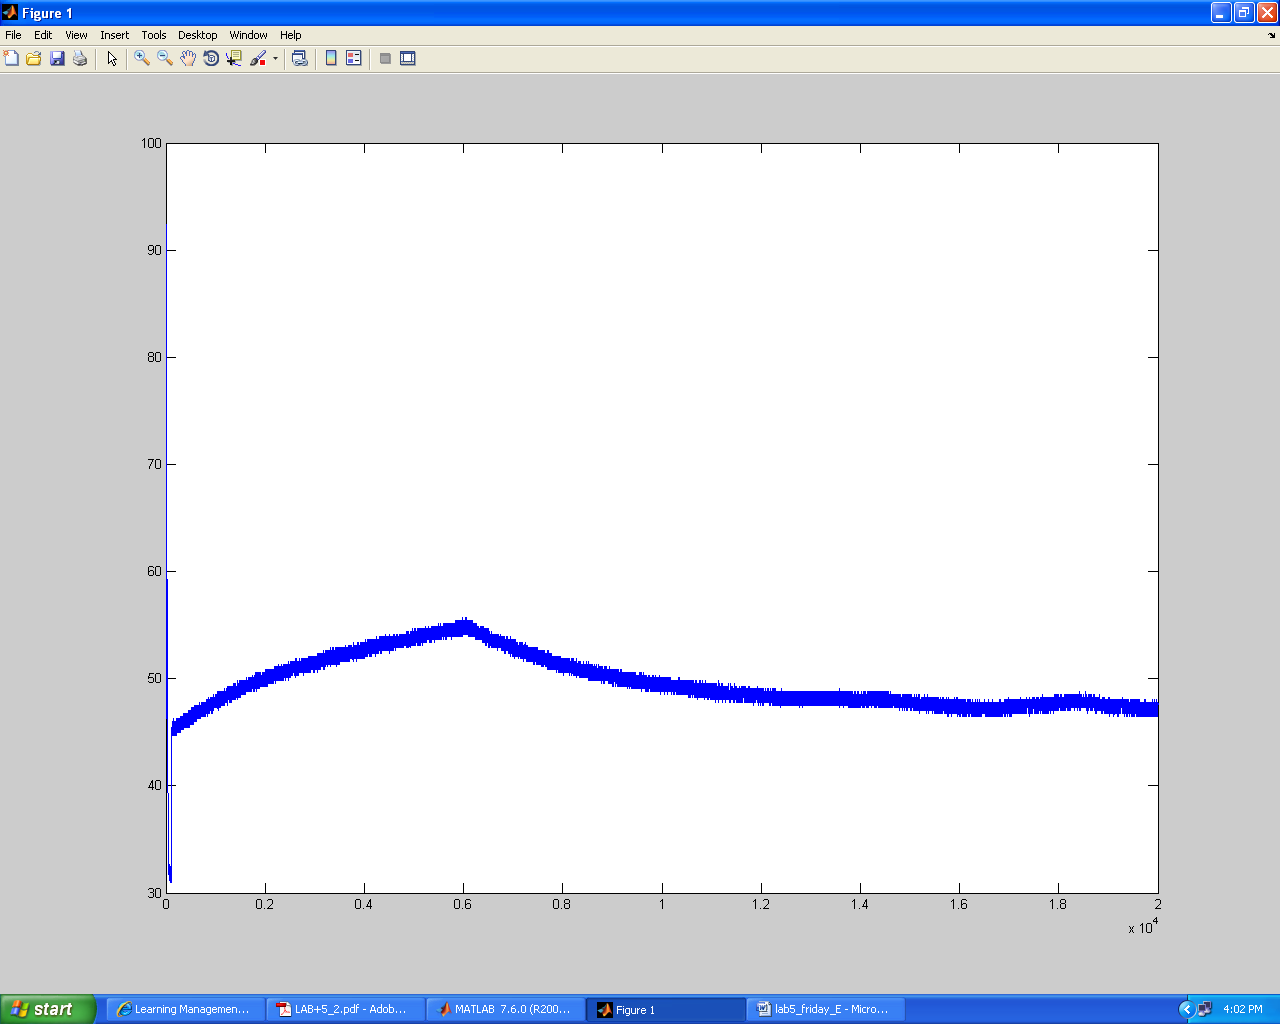 Figure 1
File Edit View Insert Tools Desktop Window Help
100
90
80
70
60
50
40
30
0 0.2 0.4 0.6 0.8 1 1.2 1.4 1.6 1.8 2
x 10^4
start Learning Managemen... LAB+5_2.pdf - Adob... MATLAB 7.6.0 (R200... Figure 1 lab5_friday_E - Micro... 4:02 PM